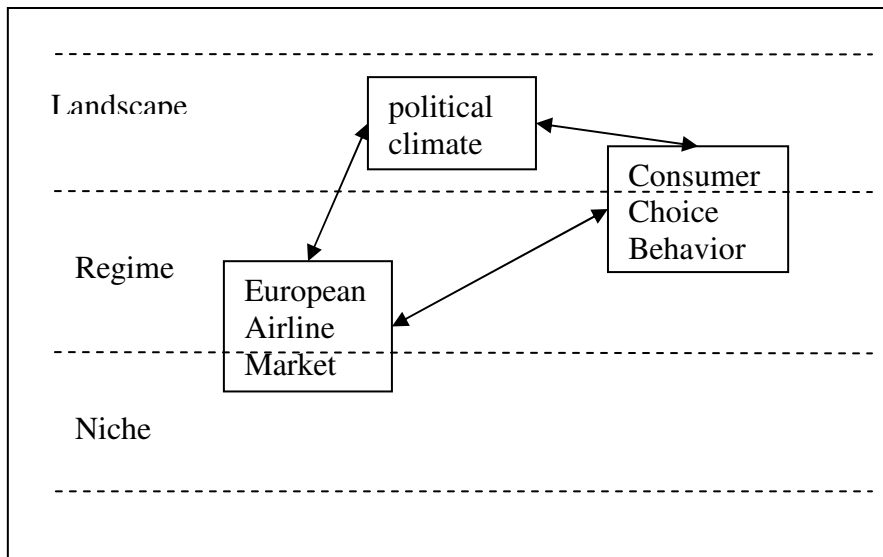 Landscape
political
climate
Consumer
Choice
Behavior
Regime
European
Airline
Market
Niche